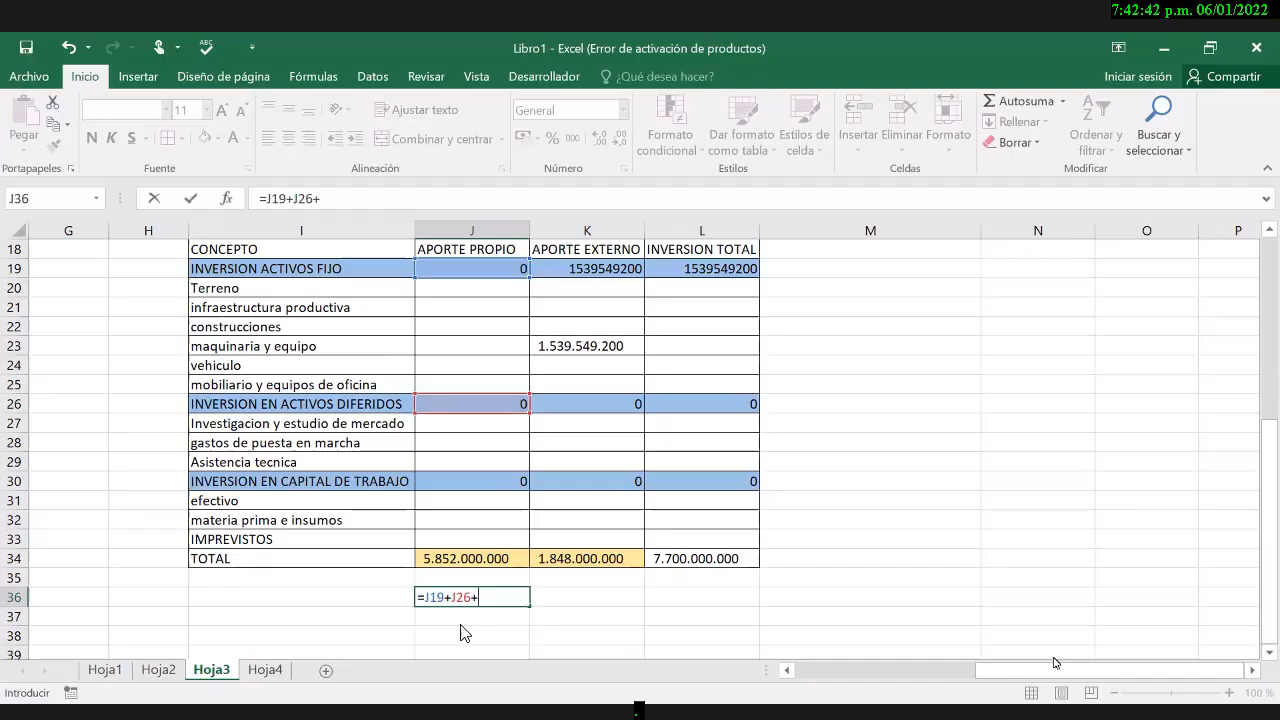 7:42:42 p.m. 06/01/2022
Libro1 - Excel (Error de activación de productos)
Archivo Inicio Insertar Diseño de página Fórmulas Datos Revisar Vista Desarrollador ¿Qué desea hacer? Iniciar sesión Compartir
Pegar
N K S
11
Ajustar texto
Combinar y centrar
General
% 000
Formato condicional
Dar formato como tabla
Estilos de celda
Insertar Eliminar Formato
Autosuma
Rellenar
Borrar
Ordenar y filtrar
Buscar y seleccionar
Portapapeles Fuente Alineación Número Estilos Celdas Modificar
J36 fx =J19+J26+
G H I J K L M N O P
18 CONCEPTO APORTE PROPIO APORTE EXTERNO INVERSION TOTAL
19 INVERSION ACTIVOS FIJO 0 1539549200 1539549200
20 Terreno
21 infraestructura productiva
22 construcciones
23 maquinaria y equipo 1.539.549.200
24 vehiculo
25 mobiliario y equipos de oficina
26 INVERSION EN ACTIVOS DIFERIDOS 0 0 0
27 Investigacion y estudio de mercado
28 gastos de puesta en marcha
29 Asistencia tecnica
30 INVERSION EN CAPITAL DE TRABAJO 0 0 0
31 efectivo
32 materia prima e insumos
33 IMPREVISTOS
34 TOTAL 5.852.000.000 1.848.000.000 7.700.000.000
35
36 =J19+J26+
37
38
39
Hoja1 Hoja2 Hoja3 Hoja4
Introducir 100 %